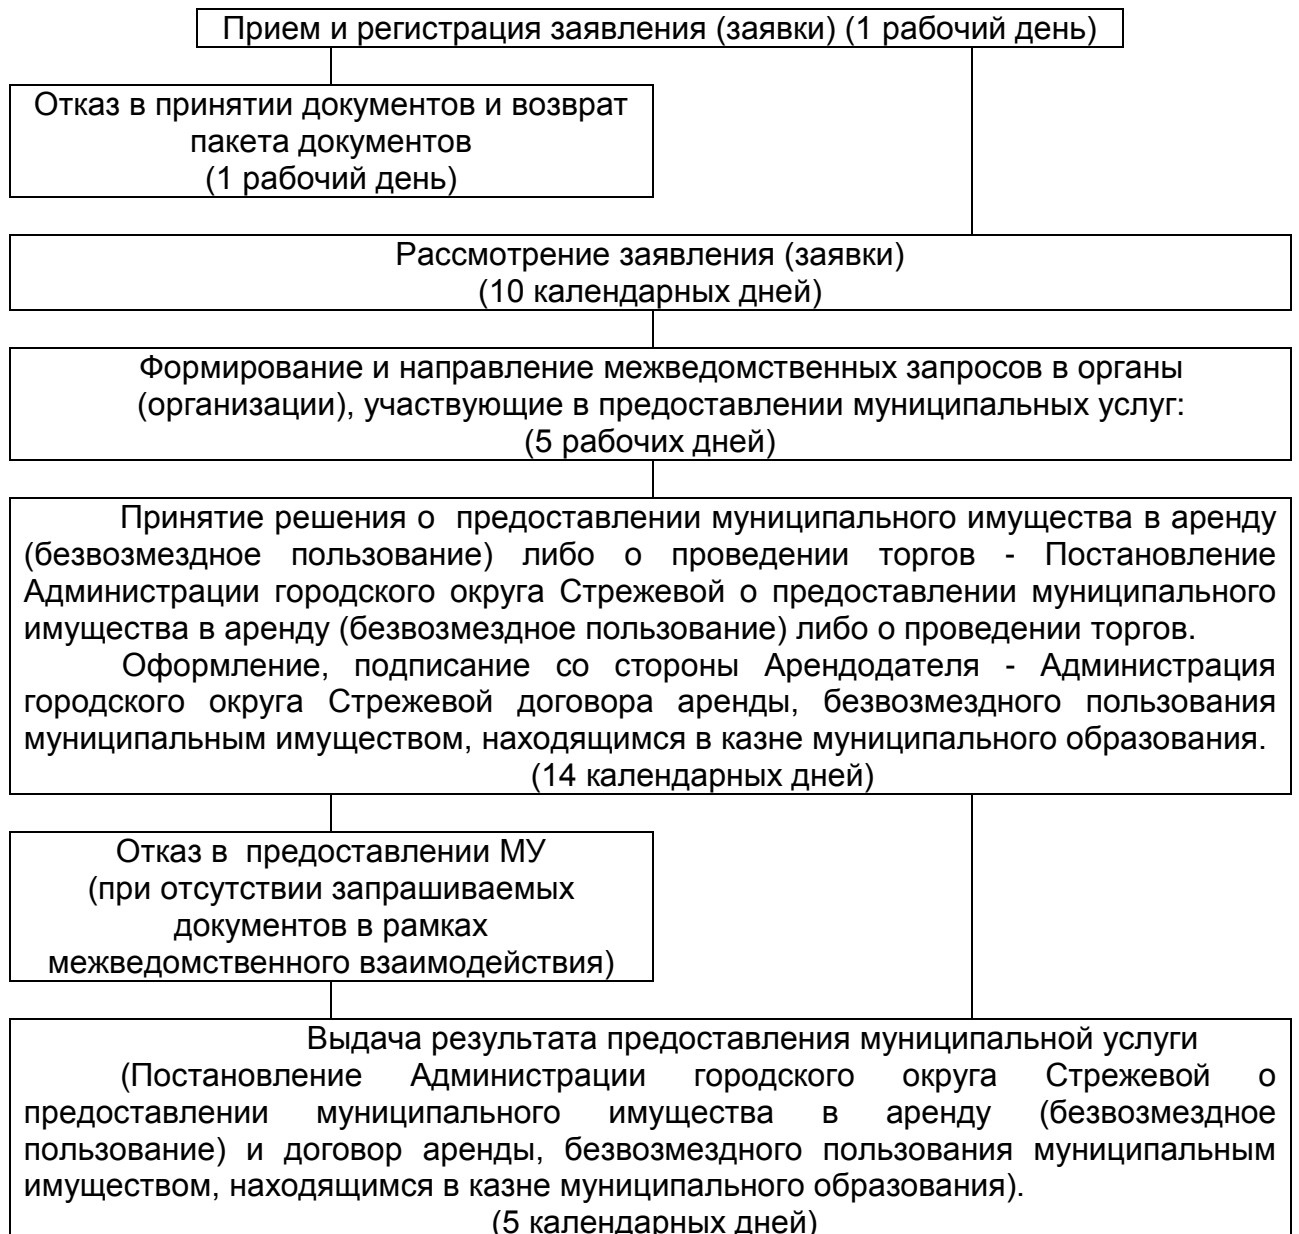 Прием и регистрация заявления (заявки) (1 рабочий день)
Отказ в принятии документов и возврат
пакета документов
(1 рабочий день)
Рассмотрение заявления (заявки)
(10 календарных дней)
Формирование и направление межведомственных запросов в органы
(организации), участвующие в предоставлении муниципальных услуг:
(5 рабочих дней)
Принятие решения о предоставлении муниципального имущества в аренду
(безвозмездное пользование) либо о проведении торгов - Постановление
Администрации городского округа Стрежевой о предоставлении муниципального
имущества в аренду (безвозмездное пользование) либо о проведении торгов.
Оформление, подписание со стороны Арендодателя - Администрация
городского округа Стрежевой договора аренды, безвозмездного пользования
муниципальным имуществом, находящимся в казне муниципального образования.
(14 календарных дней)
Отказ в предоставлении МУ
(при отсутствии запрашиваемых
документов в рамках
межведомственного взаимодействия)
Выдача результата предоставления муниципальной услуги
(Постановление Администрации городского округа Стрежевой о
предоставлении муниципального имущества в аренду (безвозмездное
пользование) и договор аренды, безвозмездного пользования муниципальным
имуществом, находящимся в казне муниципального образования).
(5 календарных дней)